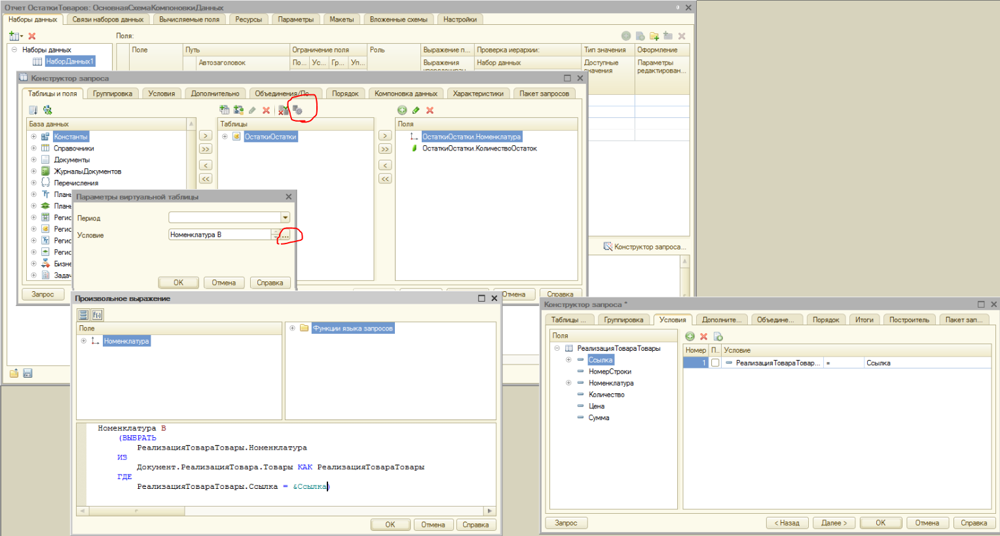 Отчет ОстаткиТоваров: ОсновнаяСхемаКомпоновкиДанных
Наборы данных
Связи наборов данных
Вычисляемые поля
Ресурсы
Параметры
Макеты
Вложенные схемы
Настройки
Поля:
Наборы данных
НаборДанных1
Поле
Путь
Ограничение поля
Роль
Выражение п...
Проверка иерархии:
Тип значения
Оформление
Автозаголовок
По...
Ус...
Гр...
Уп...
Выражения
Набор данных
Доступные
значения
Параметры
редактирован...
Конструктор запроса
Таблицы и поля
Группировка
Условия
Дополнительно
Объединения/Пс...
Порядок
Компоновка данных
Характеристики
Пакет запросов
База данных
Константы
Справочники
Документы
ЖурналыДокументов
Перечисления
Планы
Планы
Регис
Регис
Регис
Регис
Бизне
Задач
>
>>
<
<<
Таблицы
ОстаткиОстатки
>
>>
<
<<
Поля
ОстаткиОстатки.Номенклатура
ОстаткиОстатки.КоличествоОстаток
Запрос
Отмена
Справка
Конструктор запроса...
Параметры виртуальной таблицы
Период
Условие
Номенклатура В
...
OK
Отмена
Справка
Произвольное выражение
Поле
Номенклатура
Функции языка запросов
Номенклатура В
(ВЫБРАТЬ
РеализацияТовараТовары.Номенклатура
ИЗ
Документ.РеализацияТовара.Товары КАК РеализацияТовараТовары
ГДЕ
РеализацияТовараТовары.Ссылка = &Ссылка)
OK
Отмена
Справка
Конструктор запроса *
Таблицы ...
Группировка
Условия
Дополните...
Объедине...
Порядок
Итоги
Построитель
Пакет зап...
Поля
РеализацияТовараТовары
Ссылка
НомерСтроки
Номенклатура
Количество
Цена
Сумма
Номер
П..
Условие
1
РеализацияТовараТовар...
=
Ссылка
Запрос
< Назад
Далее >
OK
Отмена
Справка